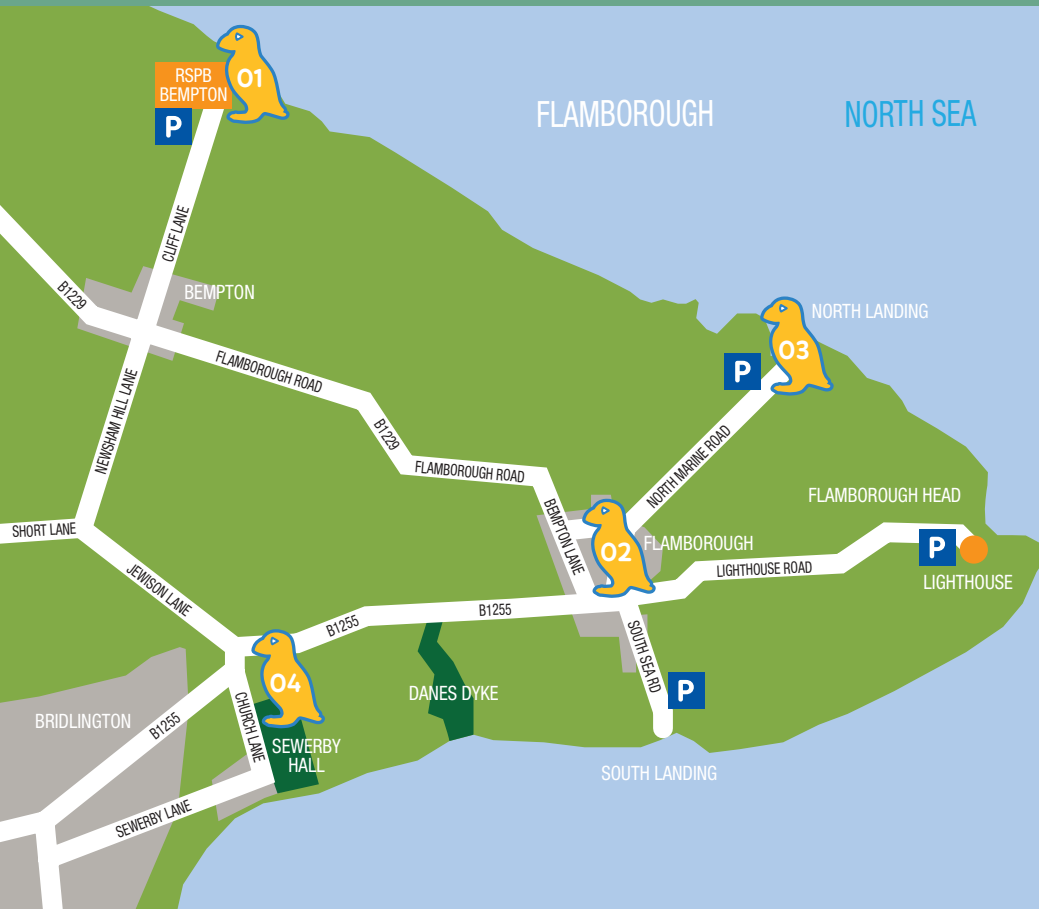 RSPB
BEMPTON
01
P
FLAMBOROUGH
NORTH SEA
CLIFF LANE
BEMPTON
B1229
FLAMBOROUGH ROAD
NORTH LANDING
03
P
NEWSHAM HILL LANE
B1229
FLAMBOROUGH ROAD
NORTH MARINE ROAD
BEMPTON LANE
FLAMBOROUGH HEAD
SHORT LANE
02
FLAMBOROUGH
P
LIGHTHOUSE ROAD
LIGHTHOUSE
JEWISON LANE
B1255
B1255
SOUTH SEA RD
04
DANES DYKE
P
BRIDLINGTON
B1255
CHURCH LANE
SEWERBY
HALL
SOUTH LANDING
SEWERBY LANE